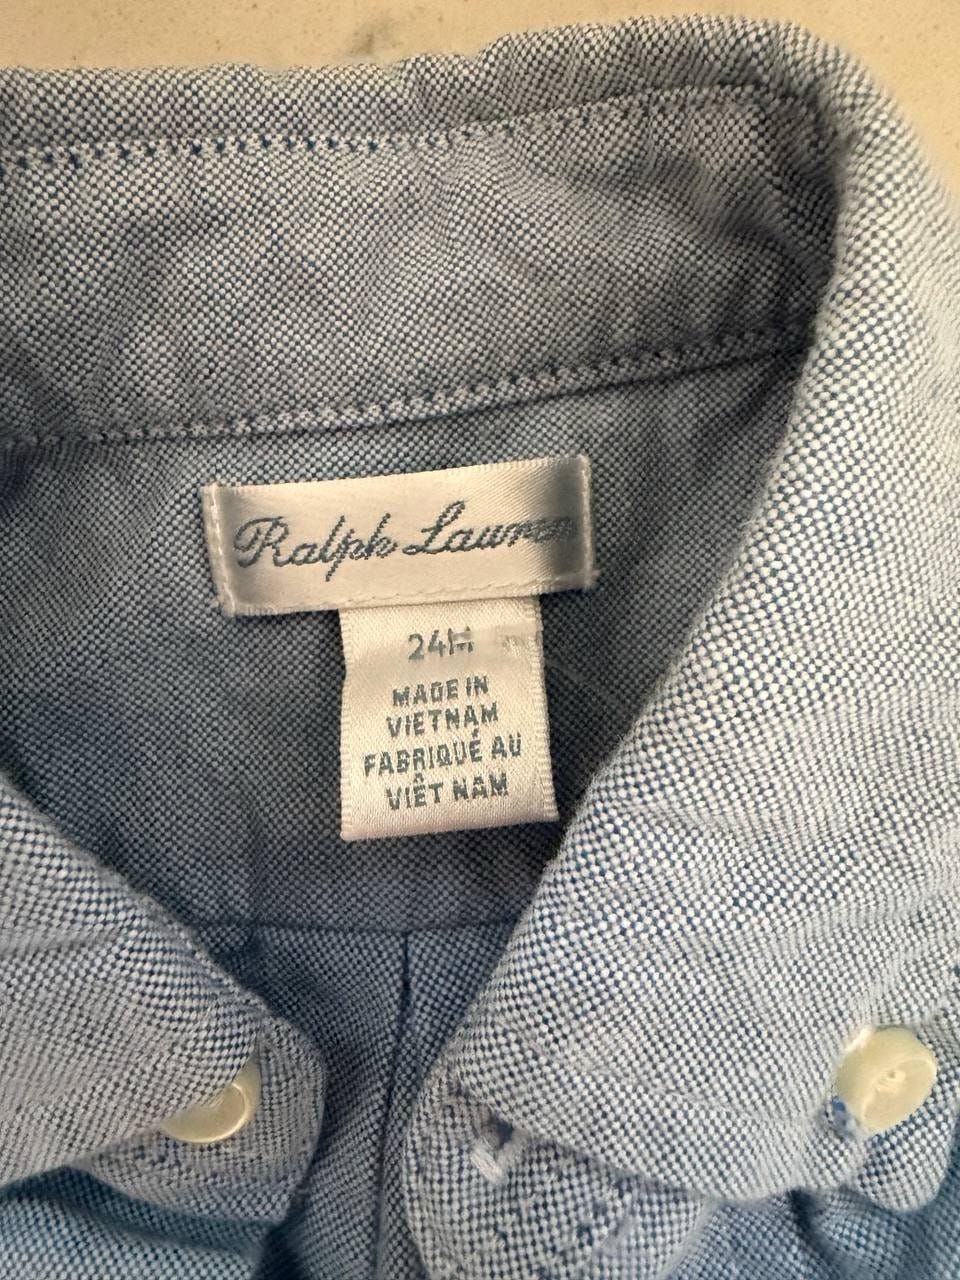 Ralph Lauren
24M
MADE IN
VIETNAM
FABRIQUÉ AU
VIÊT NAM